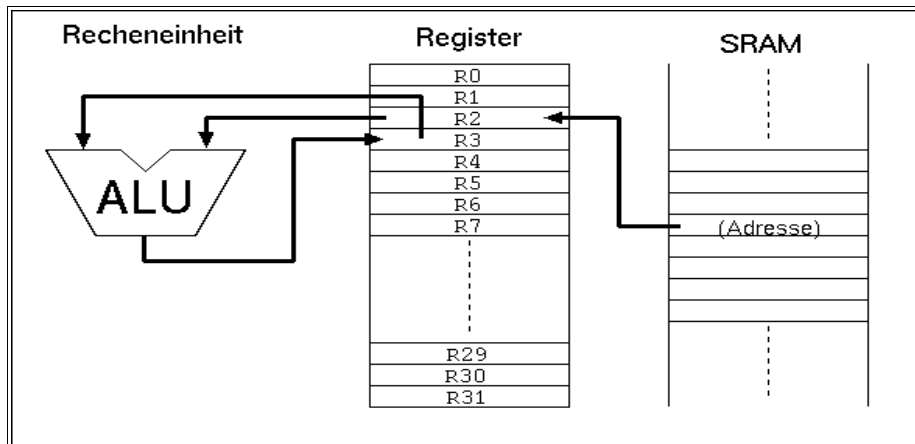 Recheneinheit
Register
SRAM
R0
R1
R2
R3
R4
R5
R6
R7
R29
R30
R31
ALU
(Adresse)